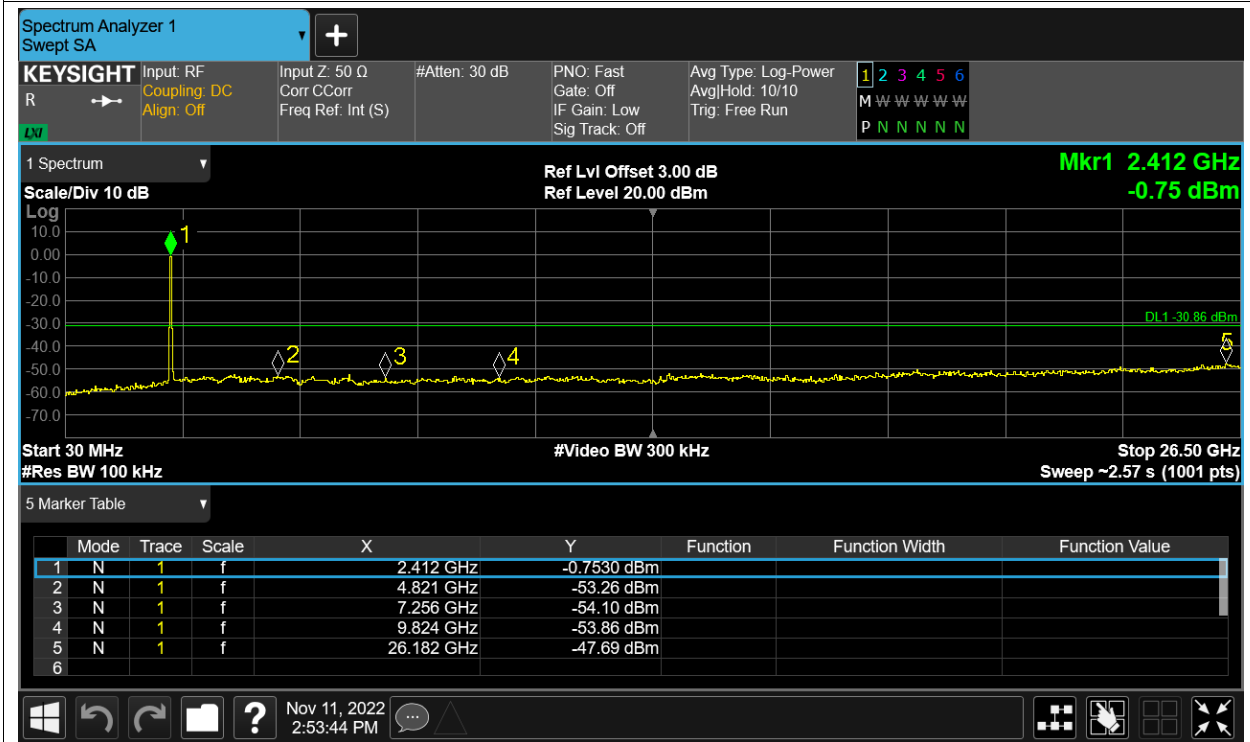 Spectrum Analyzer 1
Swept SA
+
KEYSIGHT
R
LXI
Input: RF
Coupling: DC
Align: Off
Input Z: 50 Ω
Corr CCorr
Freq Ref: Int (S)
#Atten: 30 dB
PNO: Fast
Gate: Off
IF Gain: Low
Sig Track: Off
Avg Type: Log-Power
Avg|Hold: 10/10
Trig: Free Run
1 2 3 4 5 6
M W W W W W
P N N N N N
1 Spectrum
Scale/Div 10 dB
Ref Lvl Offset 3.00 dB
Ref Level 20.00 dBm
Mkr1 2.412 GHz
-0.75 dBm
Log
10.0
0.00
-10.0
-20.0
-30.0
-40.0
-50.0
-60.0
-70.0
1
2
3
4
5
DL1 -30.86 dBm
Start 30 MHz
#Res BW 100 kHz
#Video BW 300 kHz
Stop 26.50 GHz
Sweep ~2.57 s (1001 pts)
5 Marker Table
Mode Trace Scale X Y Function Function Width Function Value
1 N 1 f 2.412 GHz -0.7530 dBm
2 N 1 f 4.821 GHz -53.26 dBm
3 N 1 f 7.256 GHz -54.10 dBm
4 N 1 f 9.824 GHz -53.86 dBm
5 N 1 f 26.182 GHz -47.69 dBm
6
?
Nov 11, 2022
2:53:44 PM